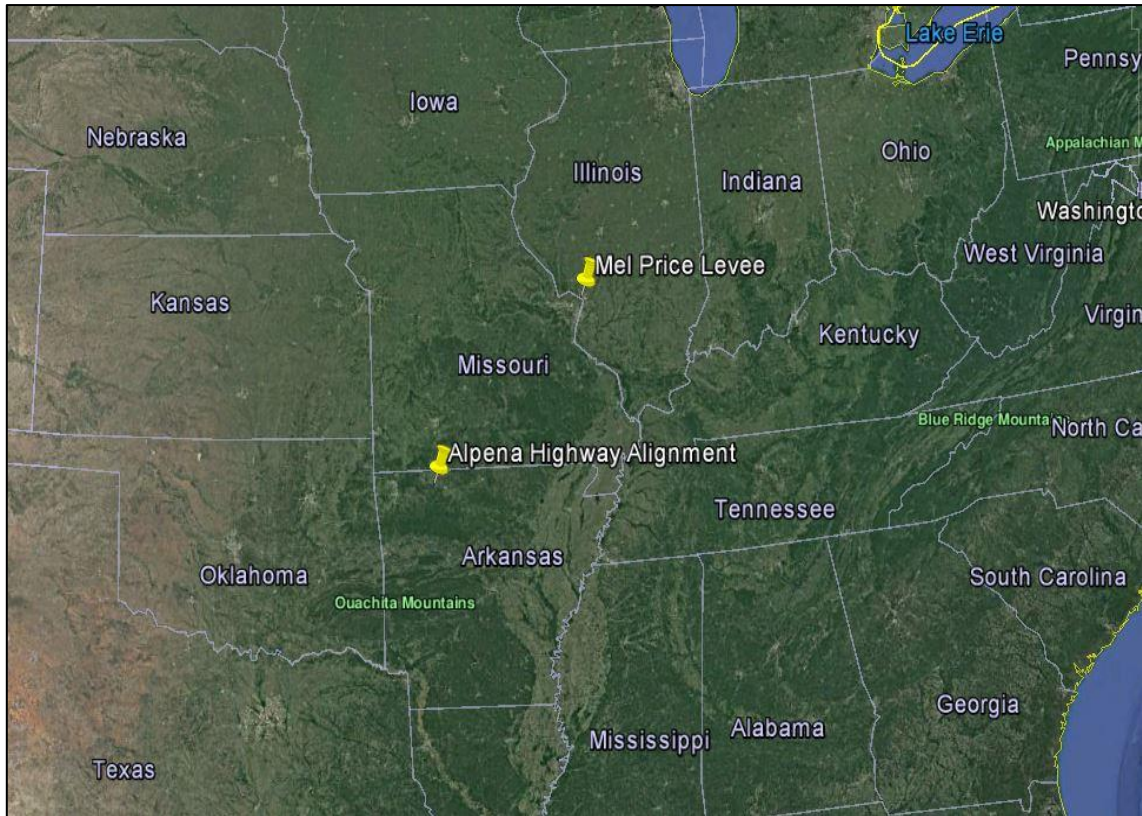 Lake Erie
Pennsy
Iowa
Nebraska
Ohio
Appalachian M
Illinois
Indiana
Washingto
West Virginia
Mel Price Levee
Kansas
Virgin
Kentucky
Missouri
Blue Ridge Mountains
North Ca
Alpena Highway Alignment
Tennessee
Arkansas
Oklahoma
South Carolina
Ouachita Mountains
Georgia
Alabama
Mississippi
Texas